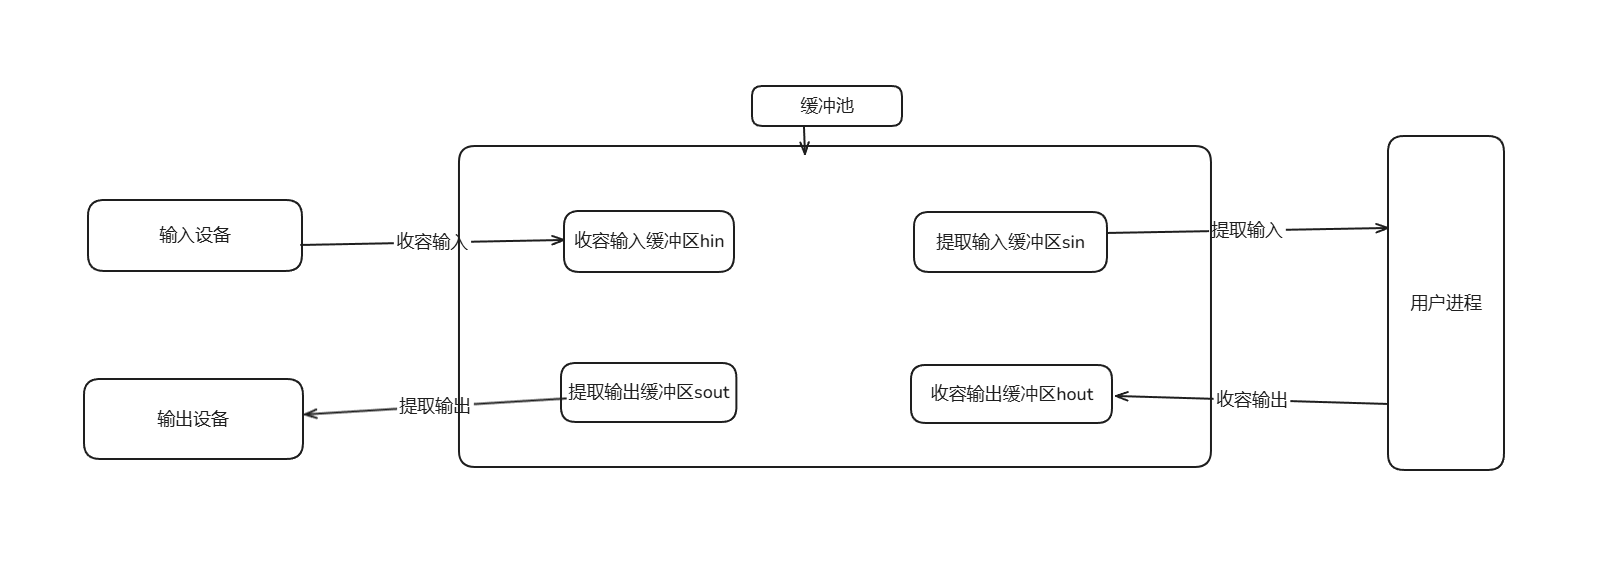 缓冲池
输入设备
收容输入
收容输入缓冲区hin
提取输入缓冲区sin
提取输入
用户进程
输出设备
提取输出
提取输出缓冲区sout
收容输出缓冲区hout
收容输出